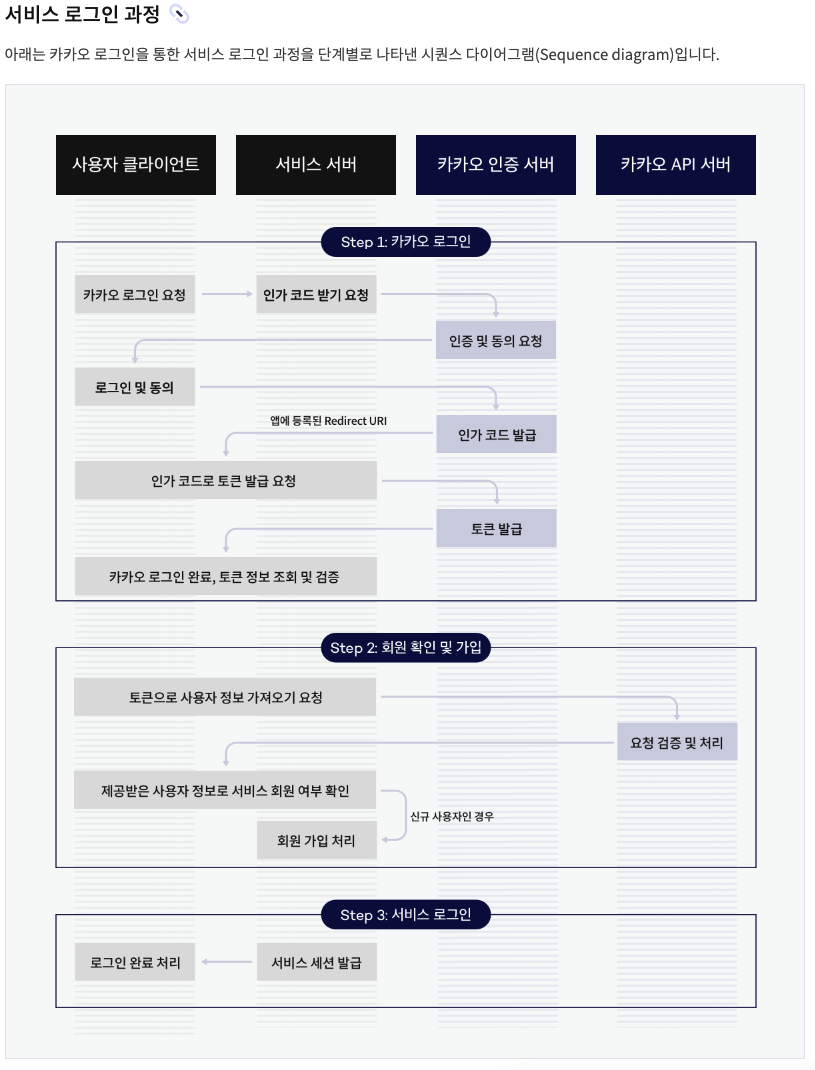 서비스 로그인 과정
아래는 카카오 로그인을 통한 서비스 로그인 과정을 단계별로 나타낸 시퀀스 다이어그램(Sequence diagram)입니다.
사용자 클라이언트
서비스 서버
카카오 인증 서버
카카오 API 서버
Step 1: 카카오 로그인
카카오 로그인 요청
인가 코드 받기 요청
인증 및 동의 요청
로그인 및 동의
앱에 등록된 Redirect URI
인가 코드 발급
인가 코드로 토큰 발급 요청
토큰 발급
카카오 로그인 완료, 토큰 정보 조회 및 검증
Step 2: 회원 확인 및 가입
토큰으로 사용자 정보 가져오기 요청
요청 검증 및 처리
제공받은 사용자 정보로 서비스 회원 여부 확인
신규 사용자인 경우
회원 가입 처리
Step 3: 서비스 로그인
로그인 완료 처리
서비스 세션 발급